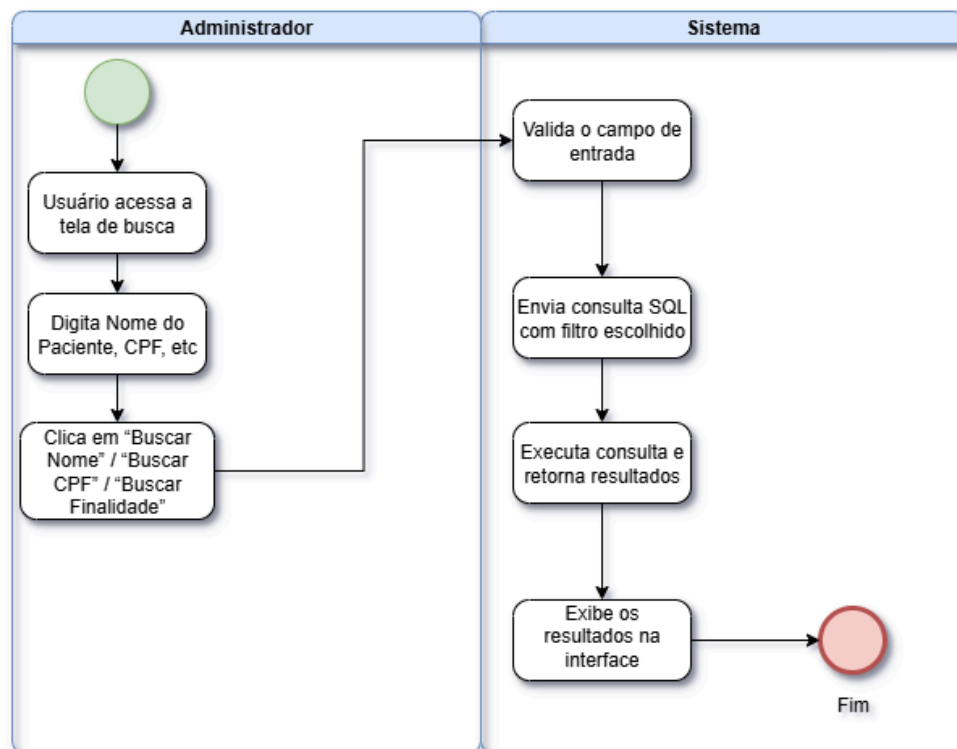 Administrador
Sistema
Usuário acessa a
tela de busca
Digita Nome do
Paciente, CPF, etc
Clica em “Buscar
Nome” / “Buscar
CPF” / “Buscar
Finalidade”
Valida o campo de
entrada
Envia consulta SQL
com filtro escolhido
Executa consulta e
retorna resultados
Exibe os
resultados na
interface
Fim